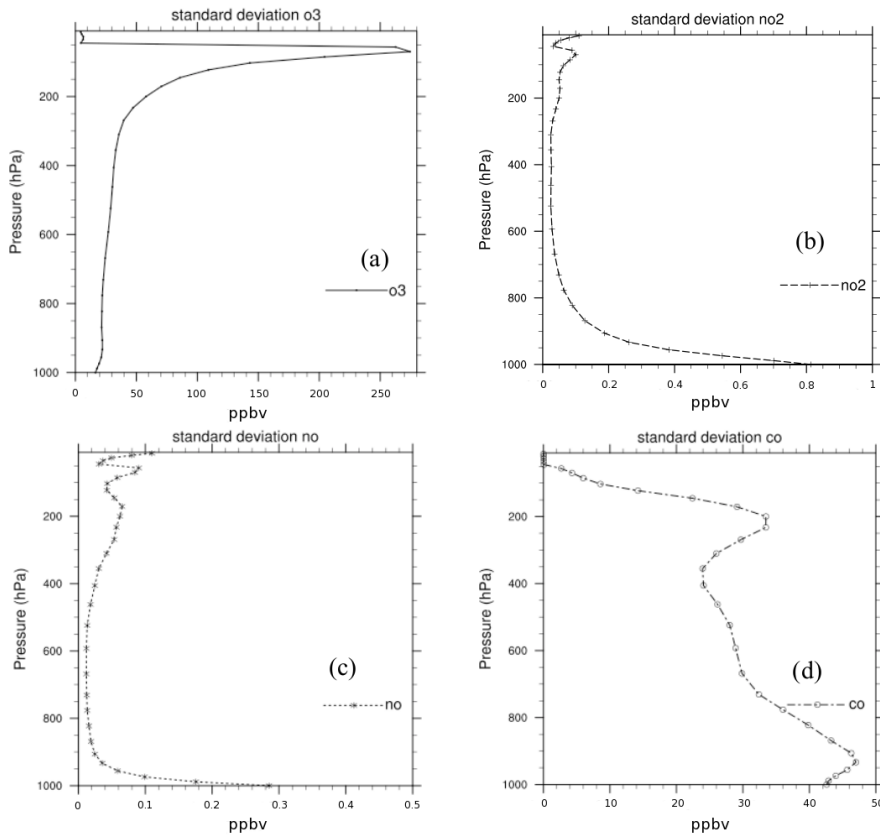 standard deviation o3
200
400
600
800
1000
Pressure (hPa)
(a)
o3
0 50 100 150 200 250
ppbv
standard deviation no2
200
400
600
800
1000
Pressure (hPa)
(b)
no2
0 0.2 0.4 0.6 0.8 1
ppbv
standard deviation no
200
400
600
800
1000
Pressure (hPa)
(c)
no
0 0.1 0.2 0.3 0.4 0.5
ppbv
standard deviation co
200
400
600
800
1000
Pressure (hPa)
(d)
co
0 10 20 30 40 50
ppbv